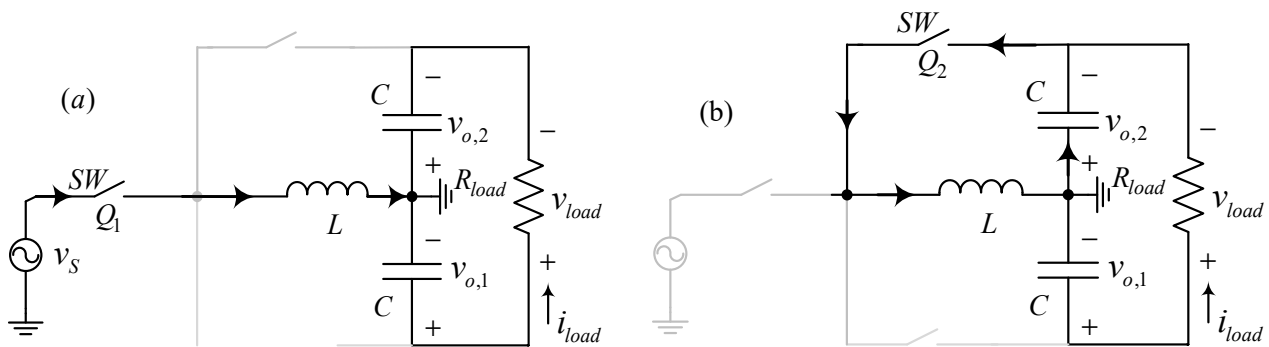 (a)
SW
Q1
vS
L
C
−
vo,2
+
Rload
−
vo,1
C
+
−
vload
+
iload
(b)
SW
Q2
L
C
−
vo,2
+
Rload
−
vo,1
C
+
−
vload
+
iload